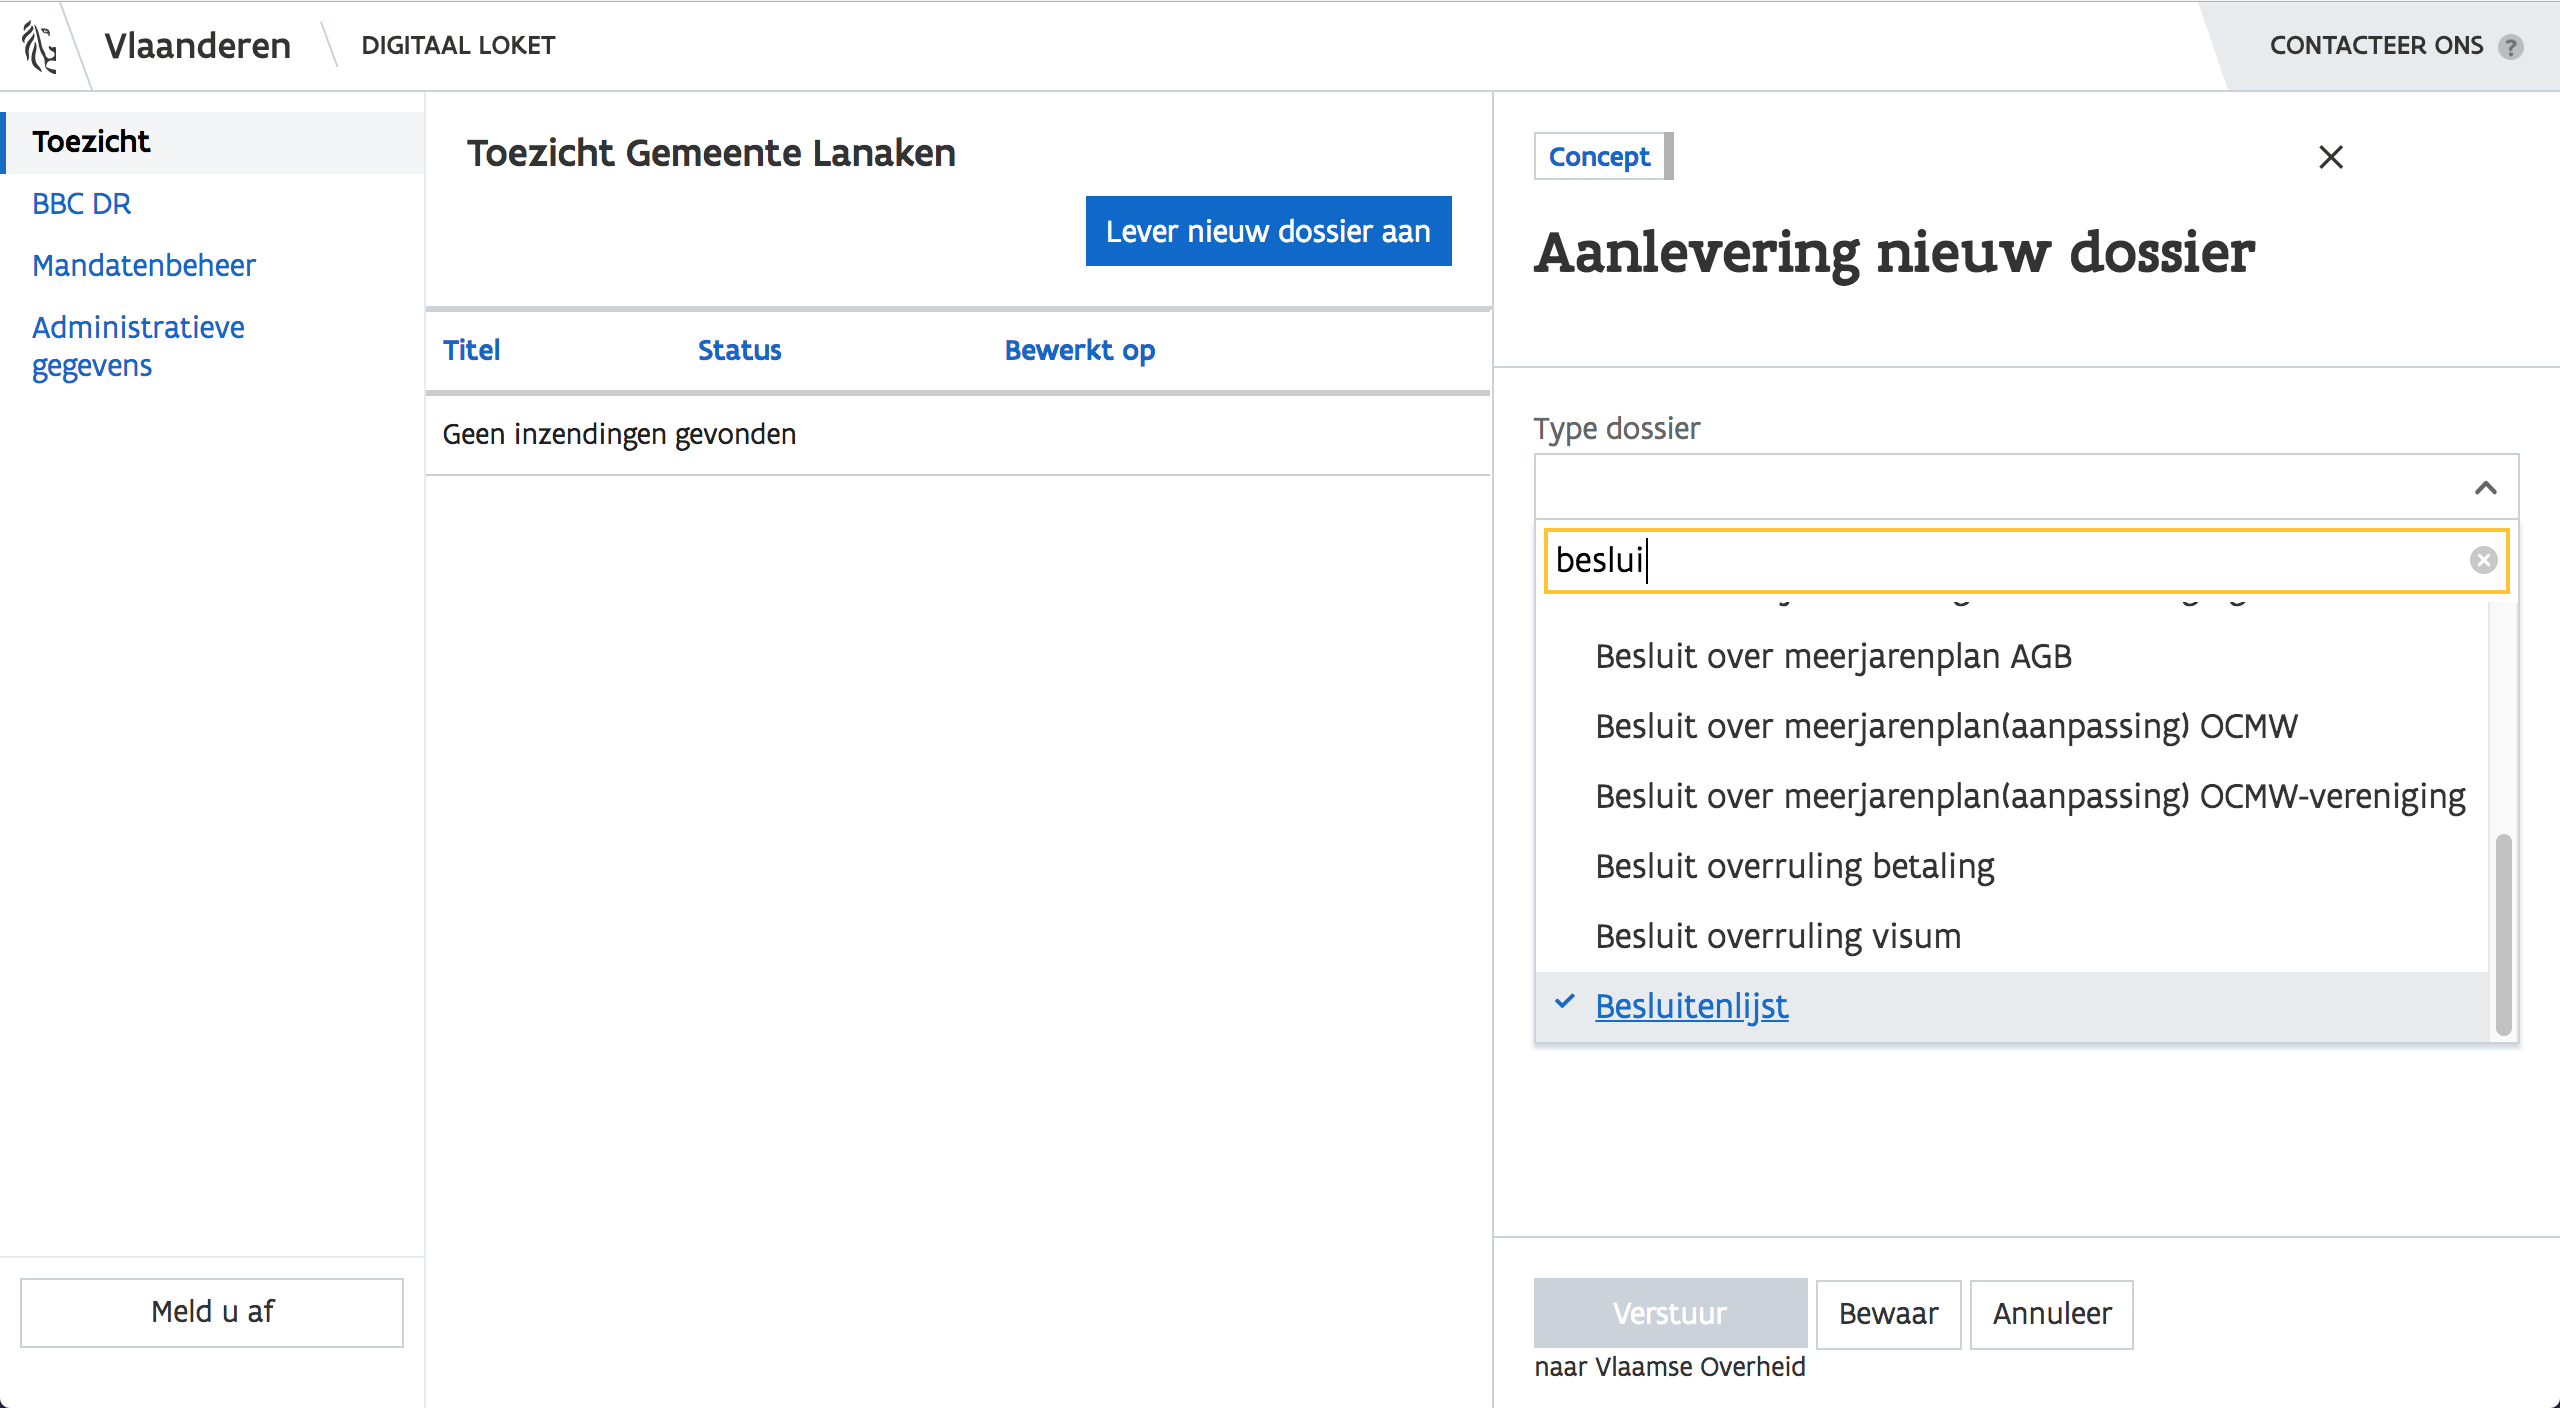 Vlaanderen
DIGITAAL LOKET
CONTACTEER ONS ?
Toezicht
BBC DR
Mandatenbeheer
Administratieve
gegevens
Meld u af
Toezicht Gemeente Lanaken
Lever nieuw dossier aan
Titel Status Bewerkt op
Geen inzendingen gevonden
Concept
Aanlevering nieuw dossier
Type dossier
beslui
Besluit over meerjarenplan AGB
Besluit over meerjarenplan(aanpassing) OCMW
Besluit over meerjarenplan(aanpassing) OCMW-vereniging
Besluit overruling betaling
Besluit overruling visum
Besluitenlijst
Verstuur Bewaar Annuleer
naar Vlaamse Overheid